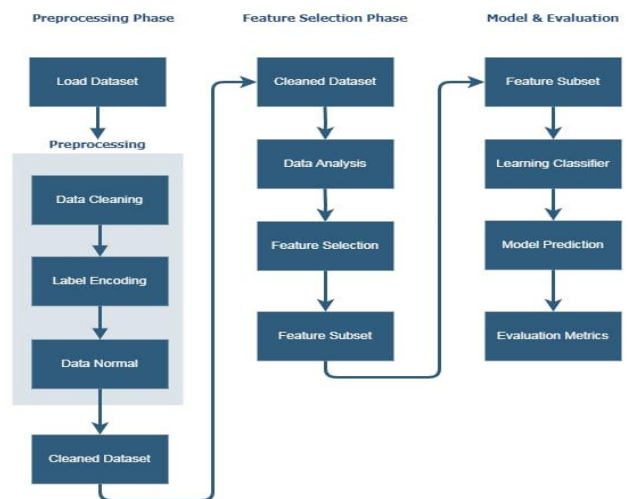 Preprocessing Phase
Load Dataset
Preprocessing
Data Cleaning
Label Encoding
Data Normal
Cleaned Dataset
Feature Selection Phase
Cleaned Dataset
Data Analysis
Feature Selection
Feature Subset
Model & Evaluation
Feature Subset
Learning Classifier
Model Prediction
Evaluation Metrics